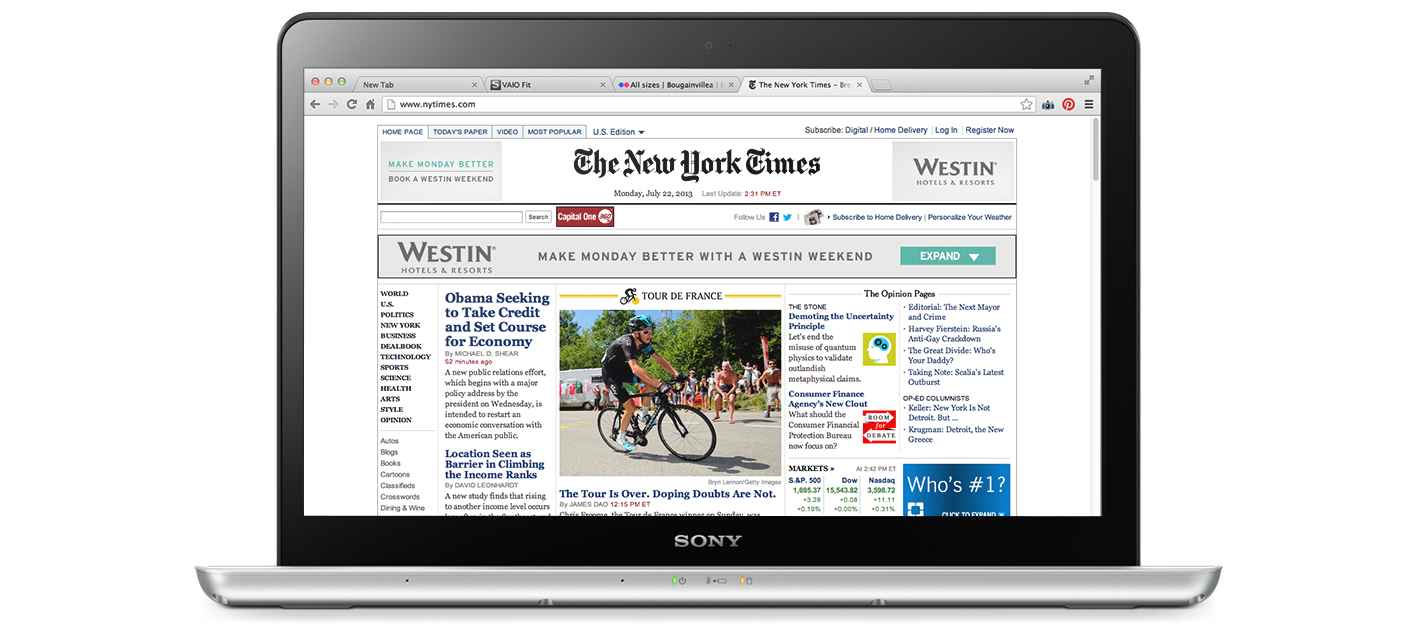 New Tab
S VAIO Fit
All sizes | Bougainvillea | F
The New York Times – Bre
www.nytimes.com
HOME PAGE
TODAY'S PAPER
VIDEO
MOST POPULAR
U.S. Edition
Subscribe: Digital / Home Delivery
Log In
Register Now
MAKE MONDAY BETTER
BOOK A WESTIN WEEKEND
The New York Times
Monday, July 22, 2013 Last Update: 2:31 PM ET
WESTIN®
HOTELS & RESORTS
Search
Capital One 360
Follow Us
Subscribe to Home Delivery | Personalize Your Weather
WESTIN®
HOTELS & RESORTS
MAKE MONDAY BETTER WITH A WESTIN WEEKEND
EXPAND
WORLD
U.S.
POLITICS
NEW YORK
BUSINESS
DEALBOOK
TECHNOLOGY
SPORTS
SCIENCE
HEALTH
ARTS
STYLE
OPINION
Autos
Blogs
Books
Cartoons
Classifieds
Crosswords
Dining & Wine
Obama Seeking
to Take Credit
and Set Course
for Economy
By MICHAEL D. SHEAR
52 minutes ago
A new public relations effort,
which begins with a major
policy address by the
president on Wednesday, is
intended to restart an
economic conversation with
the American public.
Location Seen as
Barrier in Climbing
the Income Ranks
By DAVID LEONHARDT
A new study finds that rising
to another income level occurs
TOUR DE FRANCE
Bryn Lennon/Getty Images
The Tour Is Over. Doping Doubts Are Not.
By JAMES DAO 12:15 PM ET
Chris Froome, the Tour de France winner on Sunday, was
The Opinion Pages
THE STONE
Demoting the Uncertainty
Principle
Let's end the
misuse of quantum
physics to validate
outlandish
metaphysical claims.
Consumer Finance
Agency's New Clout
What should the
Consumer Financial
Protection Bureau
now focus on?
ROOM
for
DEBATE
· Editorial: The Next Mayor
and Crime
· Harvey Fierstein: Russia's
Anti-Gay Crackdown
· The Great Divide: Who's
Your Daddy?
· Taking Note: Scalia's Latest
Outburst
OP-ED COLUMNISTS
· Keller: New York Is Not
Detroit. But ...
· Krugman: Detroit, the New
Greece
MARKETS »
At 2:42 PM ET
S.&P. 500 Dow Nasdaq
1,695.37 15,543.82 3,598.72
+3.28 +0.08 +11.11
+0.19% +0.00% +0.31%
Who's #1?
CLICK TO EXPAND
SONY